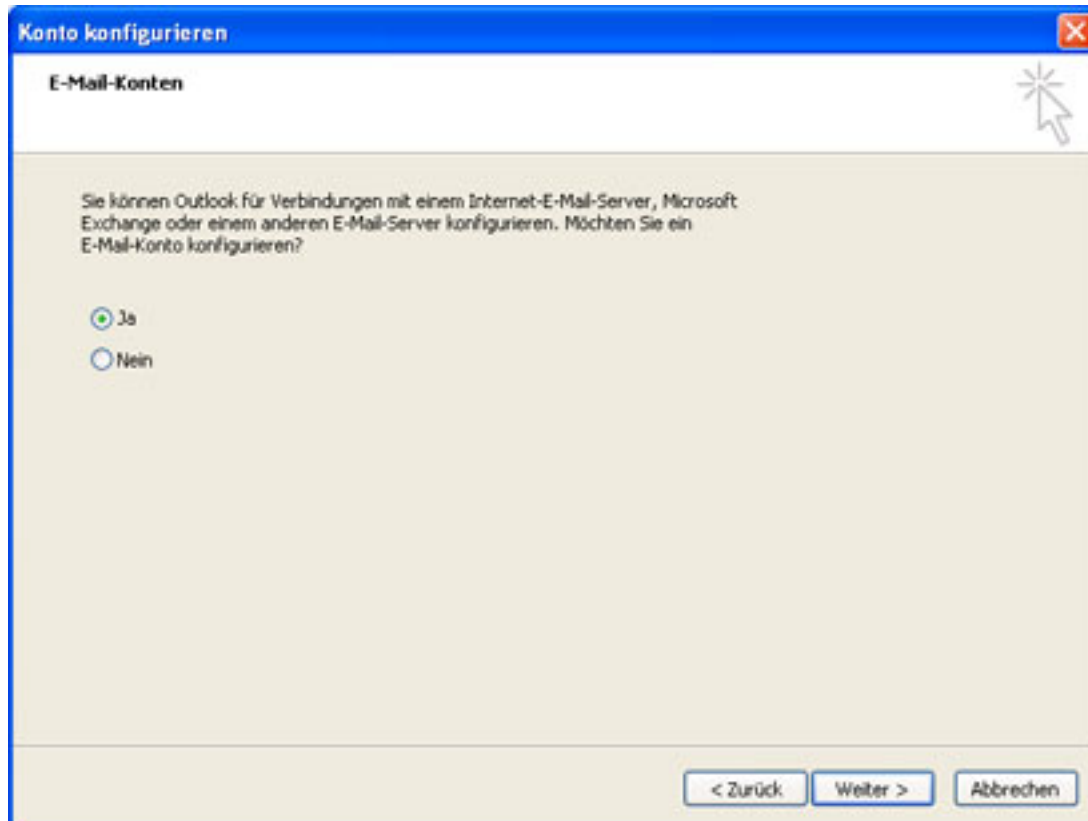 Konto konfigurieren
E-Mail-Konten
Sie können Outlook für Verbindungen mit einem Internet-E-Mail-Server, Microsoft
Exchange oder einem anderen E-Mail-Server konfigurieren. Möchten Sie ein
E-Mail-Konto konfigurieren?
Ja
Nein
< Zurück
Weiter >
Abbrechen